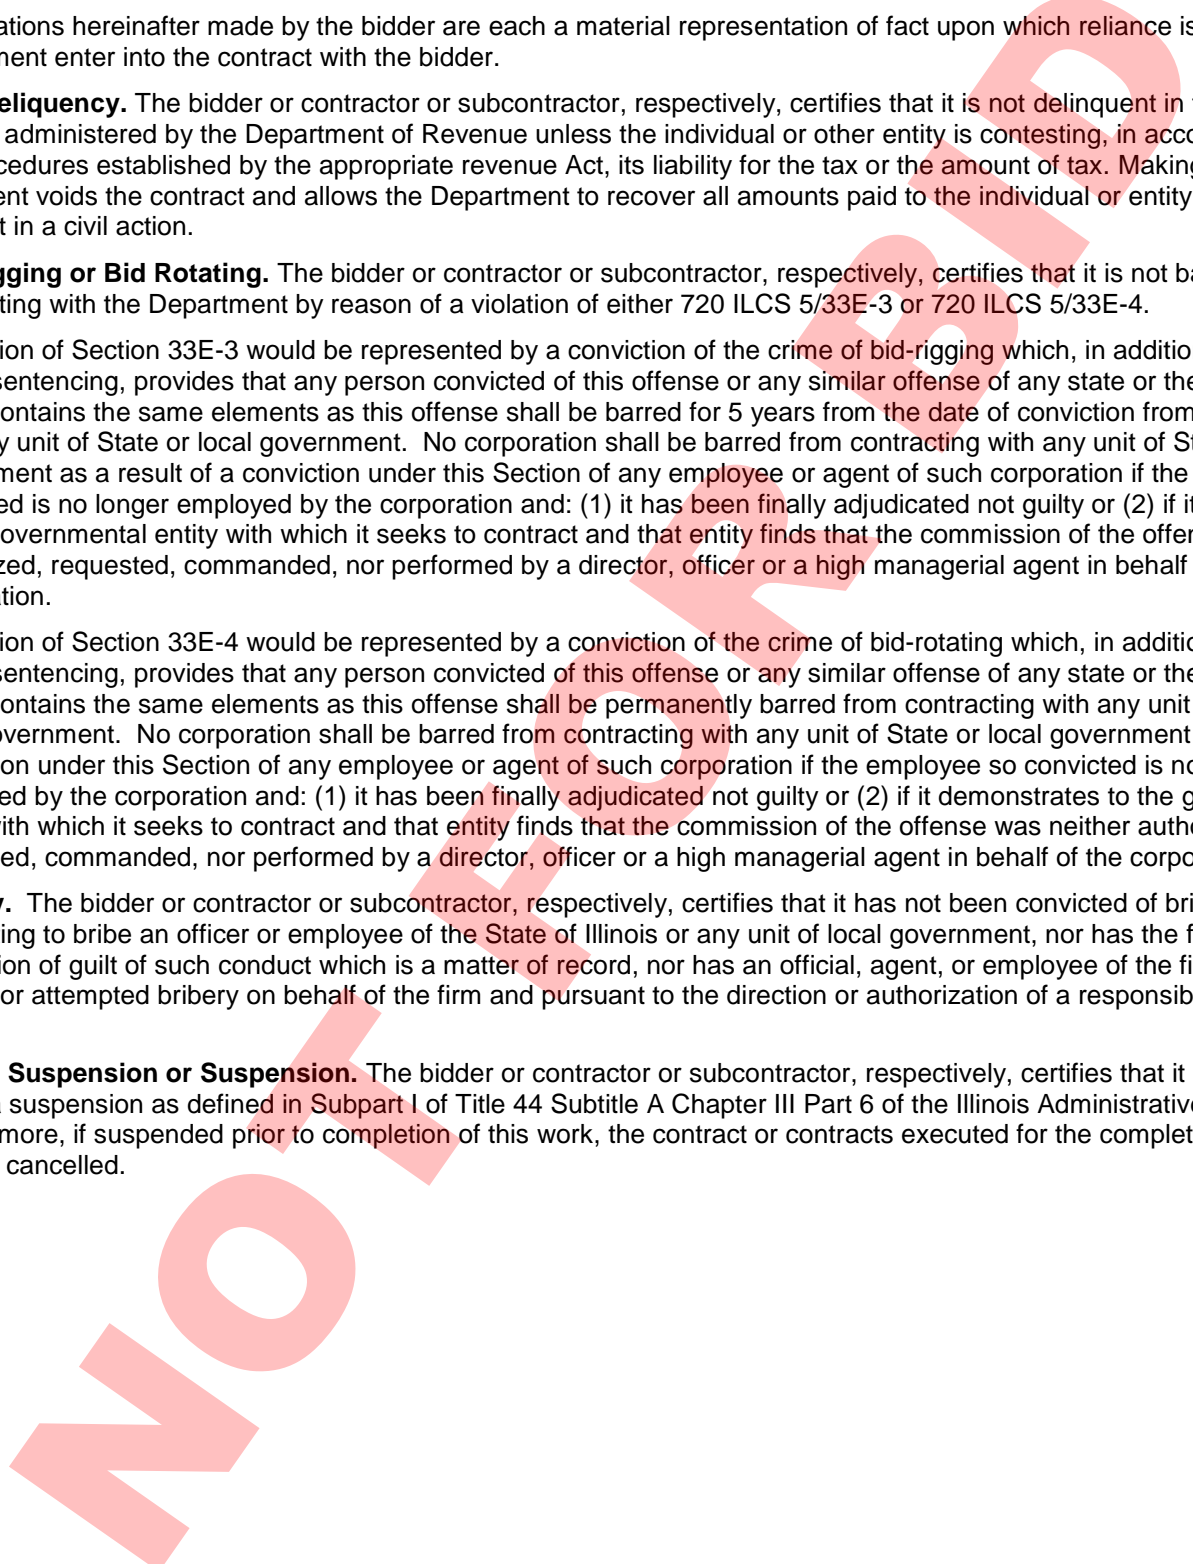 ations hereinafter made by the bidder are each a material representation of fact upon which reliance is
ment enter into the contract with the bidder.
eliquency. The bidder or contractor or subcontractor, respectively, certifies that it is not delinquent in
administered by the Department of Revenue unless the individual or other entity is contesting, in acco
cedures established by the appropriate revenue Act, its liability for the tax or the amount of tax. Making
ent voids the contract and allows the Department to recover all amounts paid to the individual or entity
t in a civil action.
gging or Bid Rotating. The bidder or contractor or subcontractor, respectively, certifies that it is not ba
ting with the Department by reason of a violation of either 720 ILCS 5/33E-3 or 720 ILCS 5/33E-4.
ion of Section 33E-3 would be represented by a conviction of the crime of bid-rigging which, in additio
sentencing, provides that any person convicted of this offense or any similar offense of any state or the
ontains the same elements as this offense shall be barred for 5 years from the date of conviction from
y unit of State or local government. No corporation shall be barred from contracting with any unit of St
ment as a result of a conviction under this Section of any employee or agent of such corporation if the
ed is no longer employed by the corporation and: (1) it has been finally adjudicated not guilty or (2) if it
overnmental entity with which it seeks to contract and that entity finds that the commission of the offer
zed, requested, commanded, nor performed by a director, officer or a high managerial agent in behalf
ation.
ion of Section 33E-4 would be represented by a conviction of the crime of bid-rotating which, in additio
sentencing, provides that any person convicted of this offense or any similar offense of any state or the
ontains the same elements as this offense shall be permanently barred from contracting with any unit
overnment. No corporation shall be barred from contracting with any unit of State or local government
on under this Section of any employee or agent of such corporation if the employee so convicted is no
ed by the corporation and: (1) it has been finally adjudicated not guilty or (2) if it demonstrates to the g
with which it seeks to contract and that entity finds that the commission of the offense was neither autho
ed, commanded, nor performed by a director, officer or a high managerial agent in behalf of the corpo
y. The bidder or contractor or subcontractor, respectively, certifies that it has not been convicted of bri
ing to bribe an officer or employee of the State of Illinois or any unit of local government, nor has the f
ion of guilt of such conduct which is a matter of record, nor has an official, agent, or employee of the fi
or attempted bribery on behalf of the firm and pursuant to the direction or authorization of a responsib
Suspension or Suspension. The bidder or contractor or subcontractor, respectively, certifies that it
a suspension as defined in Subpart I of Title 44 Subtitle A Chapter III Part 6 of the Illinois Administrativ
more, if suspended prior to completion of this work, the contract or contracts executed for the complet
cancelled.
NOT FOR BID